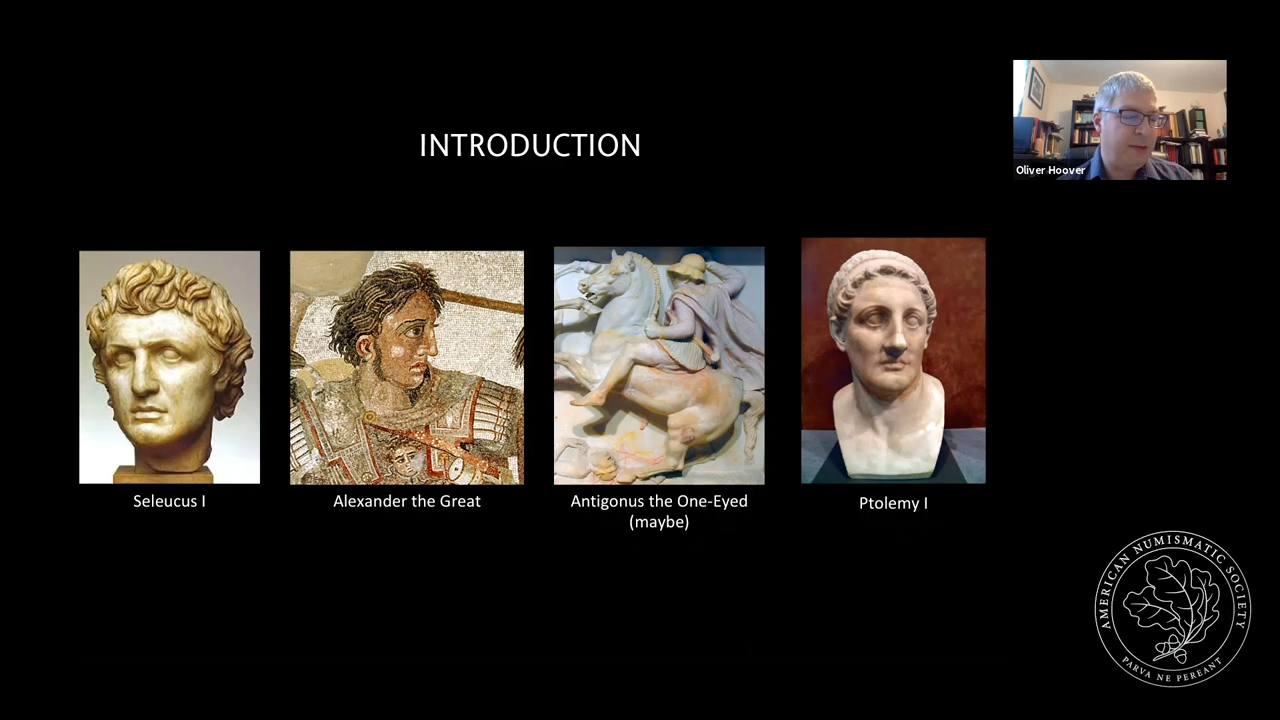 INTRODUCTION
Oliver Hoover
Seleucus I
Alexander the Great
Antigonus the One-Eyed
(maybe)
Ptolemy I
AMERICAN NUMISMATIC SOCIETY
PARVA NE PEREANT